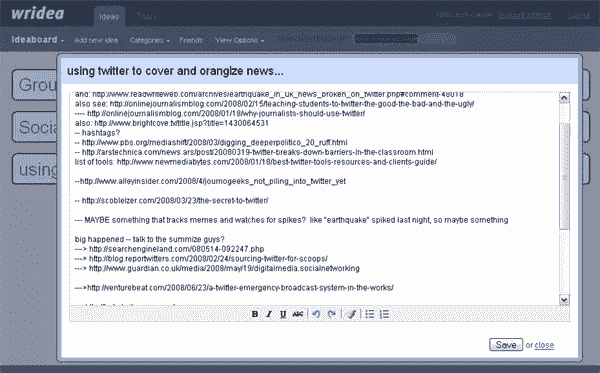 wridea
Ideas
Ideaboard
Add new idea
Categories
Friends
View Options
Grou
Socia
using
using twitter to cover and orangize news...
and: http://www.readwriteweb.com/archives/earthquake_in_uk_news_broken_on_twitter.php#comment-48018
also see: http://onlinejournalismblog.com/2008/02/15/teaching-students-to-twitter-the-good-the-bad-and-the-ugly/
---- http://onlinejournalismblog.com/2008/01/18/why-journalists-should-use-twitter/
also: http://www.brightcove.tv/title.jsp?title=1430064531
-- hashtags?
-- http://www.pbs.org/mediashift/2008/03/digging_deeperpolitico_20_ruff.html
-- http://arstechnica.com/news.ars/post/20080319-twitter-breaks-down-barriers-in-the-classroom.html
list of tools: http://www.newmediabytes.com/2008/01/18/best-twitter-tools-resources-and-clients-guide/
--http://www.alleyinsider.com/2008/4/journogeeks_not_piling_into_twitter_yet
-- http://scobleizer.com/2008/03/23/the-secret-to-twitter/
--- MAYBE something that tracks memes and watches for spikes? like "earthquake" spiked last night, so maybe something
big happened -- talk to the summize guys?
---> http://searchengineland.com/080514-092247.php
---> http://blog.reportwitters.com/2008/02/24/sourcing-twitter-for-scoops/
---> http://www.guardian.co.uk/media/2008/may/19/digitalmedia.socialnetworking
--->http://venturebeat.com/2008/06/23/a-twitter-emergency-broadcast-system-in-the-works/
B I U ABC
Save or close